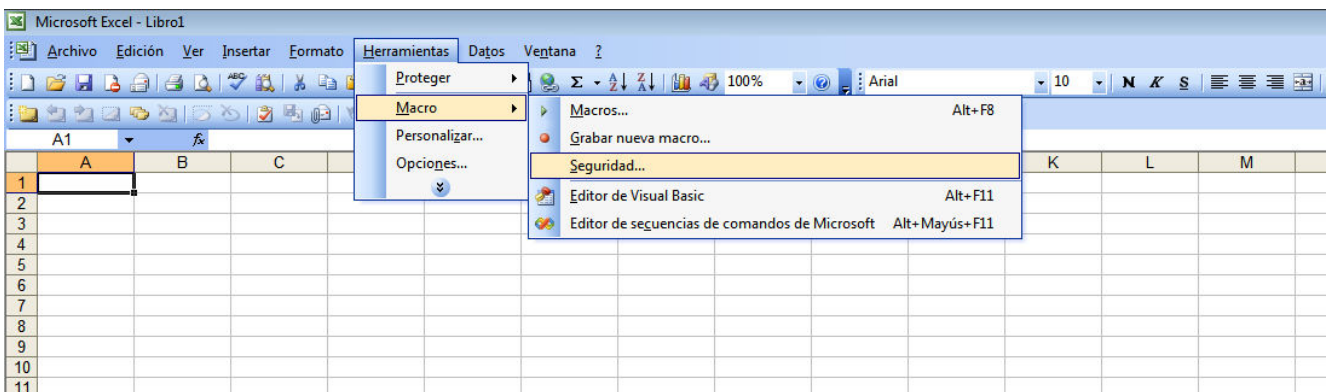 Microsoft Excel - Libro1
Archivo Edición Ver Insertar Formato Herramientas Datos Ventana ?
100% Arial 10 N K S
Proteger
Macro
Personalizar...
Opciones...
Macros... Alt+F8
Grabar nueva macro...
Seguridad...
Editor de Visual Basic Alt+F11
Editor de secuencias de comandos de Microsoft Alt+Mayús+F11
A1 fx
A B C K L M
1
2
3
4
5
6
7
8
9
10
11